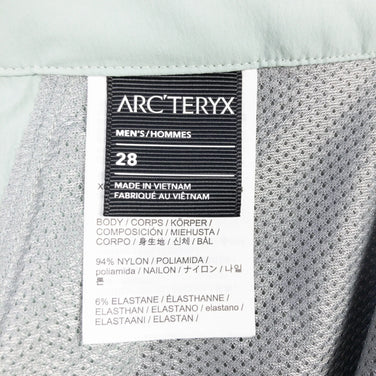 ARC'TERYX
MEN'S/HOMMES
28
MADE IN VIETNAM
FABRIQUÉ AU VIÊTNAM
BODY / CORPS / KÖRPER /
COMPOSICIÓN / MIEHUSTA /
CORPO / 身生地 / 신체 / BÅL
94% NYLON / POLIAMIDA /
poliamida / NAILON / ナイロン / 나일
론
6% ELASTANE / ÉLASTHANNE /
ELASTHAN / ELASTANO / elastano /
ELASTAANI / ELASTAN /